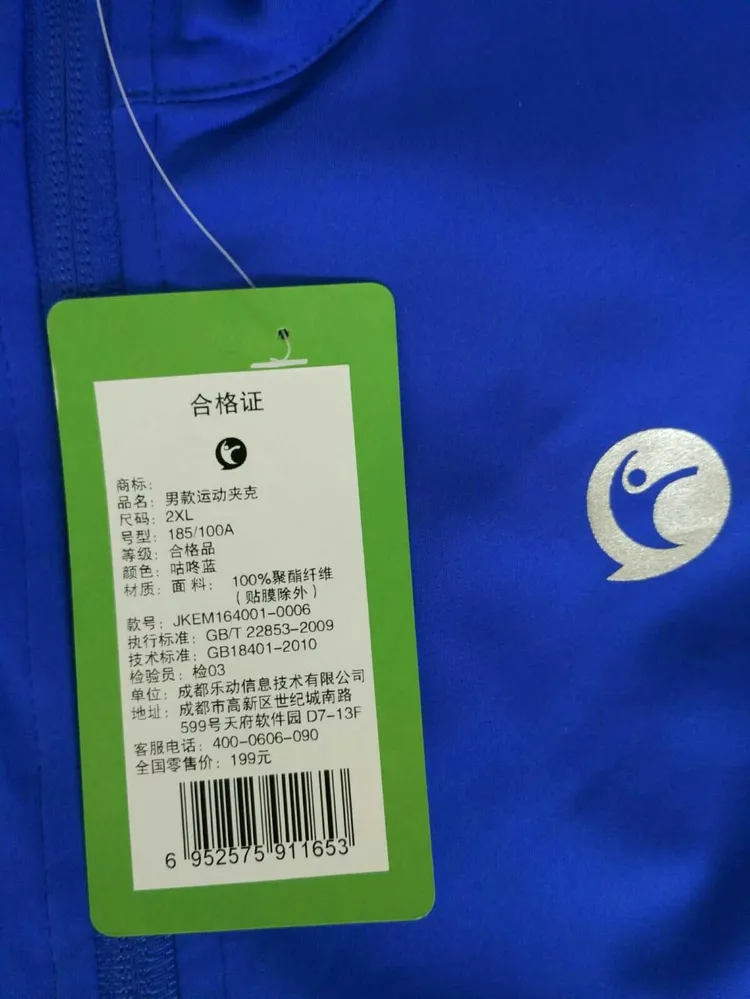 合格证
商标:
品名: 男款运动夹克
尺码: 2XL
号型: 185/100A
等级: 合格品
颜色: 咕咚蓝
材质: 面 料: 100%聚酯纤维
(贴膜除外)
款号: JKEM164001-0006
执行标准: GB/T 22853-2009
技术标准: GB18401-2010
检验员: 检03
单位: 成都乐动信息技术有限公司
地址: 成都市高新区世纪城南路
599号天府软件园 D7-13F
客服电话: 400-0606-090
全国零售价: 199元
6 952575 911653